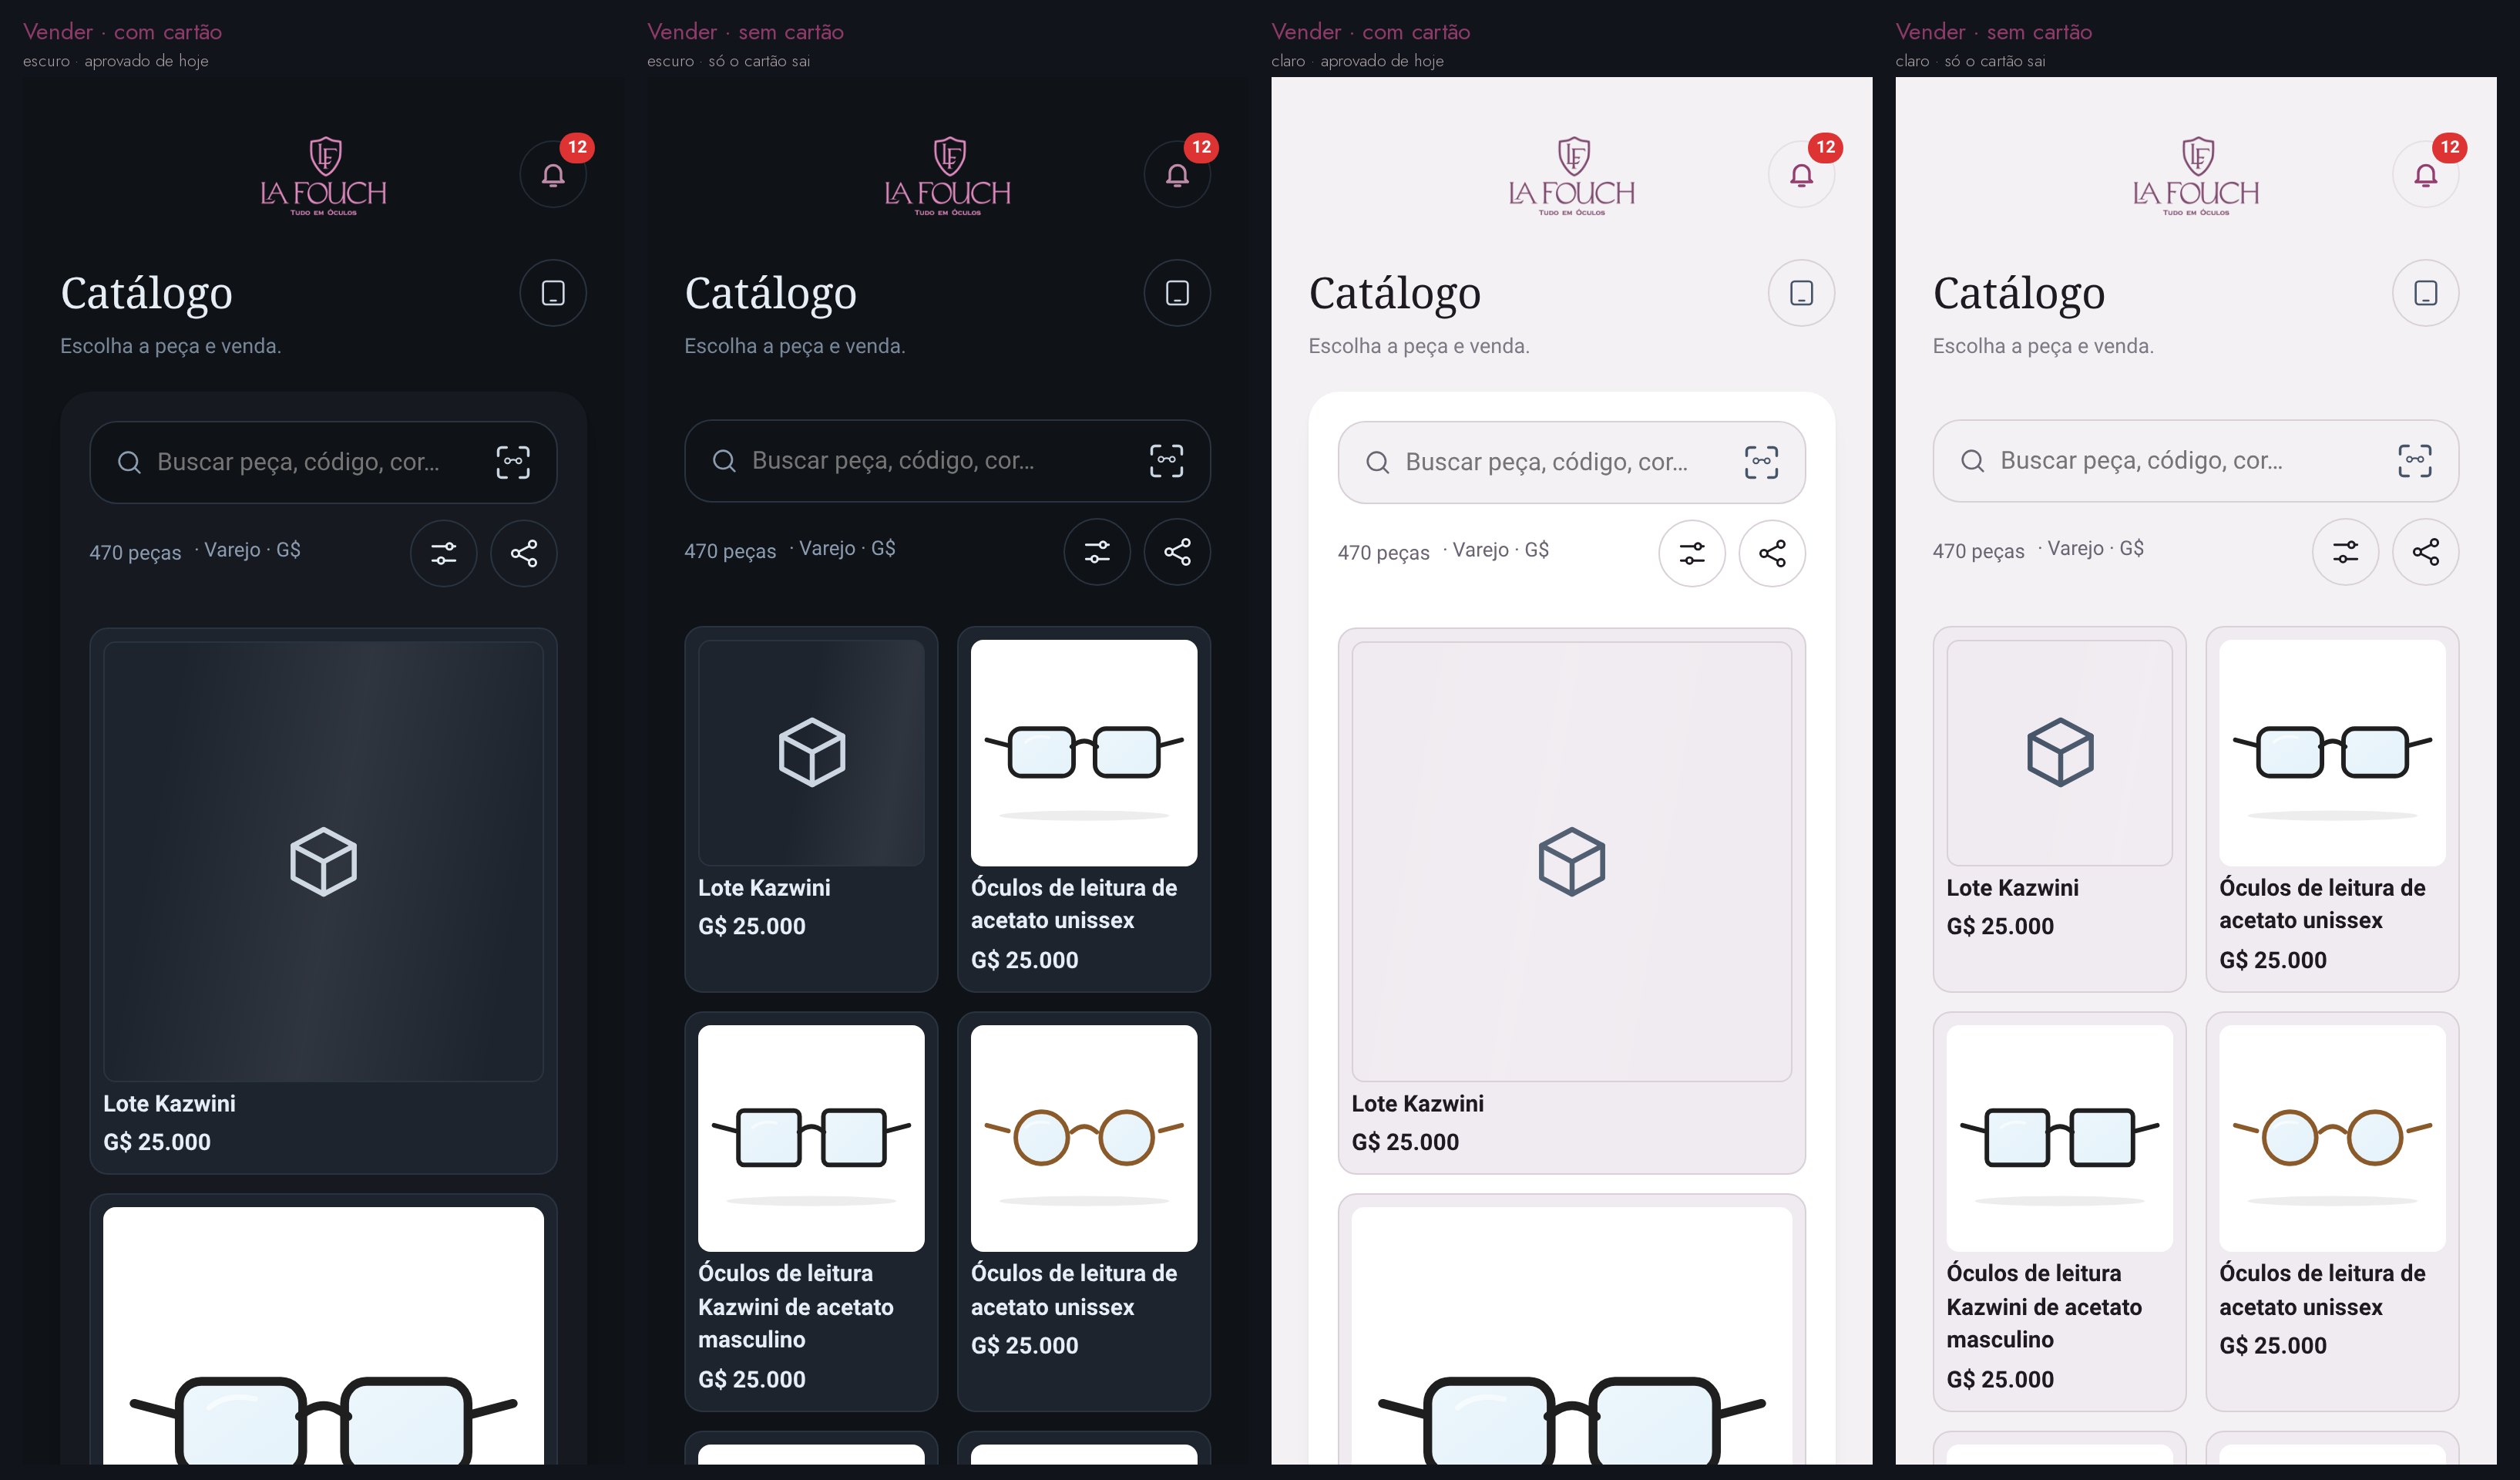 Vender · com cartão
escuro · aprovado de hoje
LF
LA FOUCH
TUDO EM ÓCULOS
12
Catálogo
Escolha a peça e venda.
Buscar peça, código, cor...
470 peças · Varejo · G$
Lote Kazwini
G$ 25.000
Vender · sem cartão
escuro · só o cartão sai
LF
LA FOUCH
TUDO EM ÓCULOS
12
Catálogo
Escolha a peça e venda.
Buscar peça, código, cor...
470 peças · Varejo · G$
Lote Kazwini
G$ 25.000
Óculos de leitura de
acetato unissex
G$ 25.000
Óculos de leitura
Kazwini de acetato
masculino
G$ 25.000
Óculos de leitura de
acetato unissex
G$ 25.000
Vender · com cartão
claro · aprovado de hoje
LF
LA FOUCH
TUDO EM ÓCULOS
12
Catálogo
Escolha a peça e venda.
Buscar peça, código, cor...
470 peças · Varejo · G$
Lote Kazwini
G$ 25.000
Vender · sem cartão
claro · só o cartão sai
LF
LA FOUCH
TUDO EM ÓCULOS
12
Catálogo
Escolha a peça e venda.
Buscar peça, código, cor...
470 peças · Varejo · G$
Lote Kazwini
G$ 25.000
Óculos de leitura de
acetato unissex
G$ 25.000
Óculos de leitura
Kazwini de acetato
masculino
G$ 25.000
Óculos de leitura de
acetato unissex
G$ 25.000